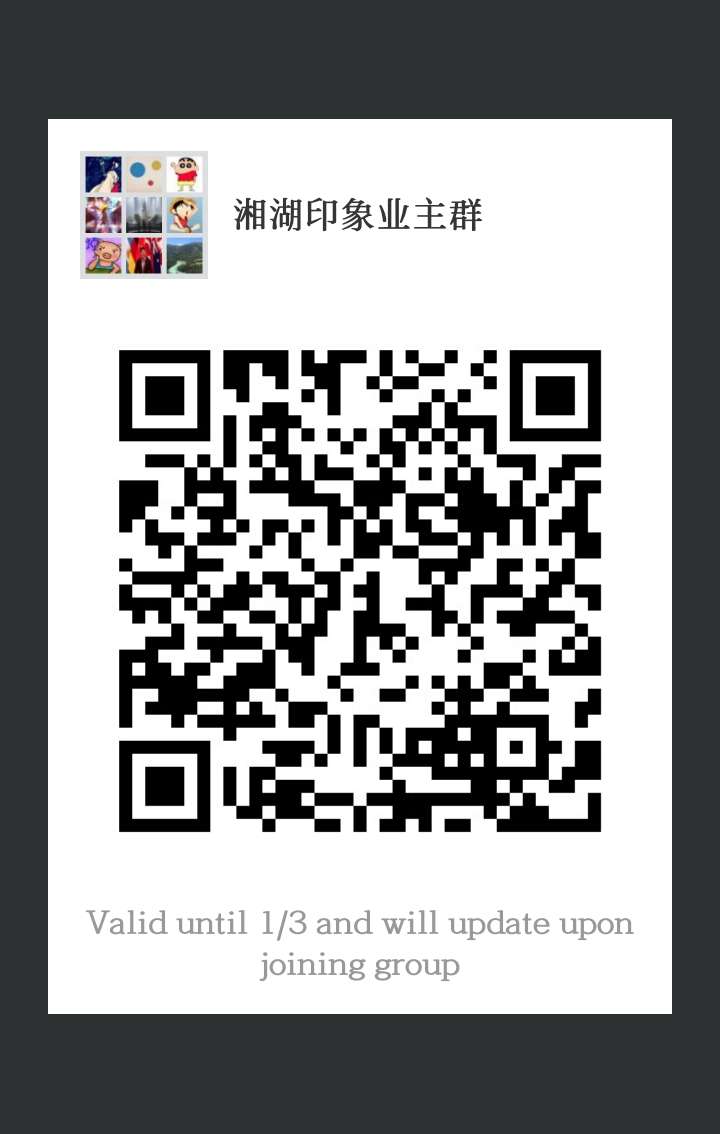 湘湖印象业主群
Valid until 1/3 and will update upon
joining group